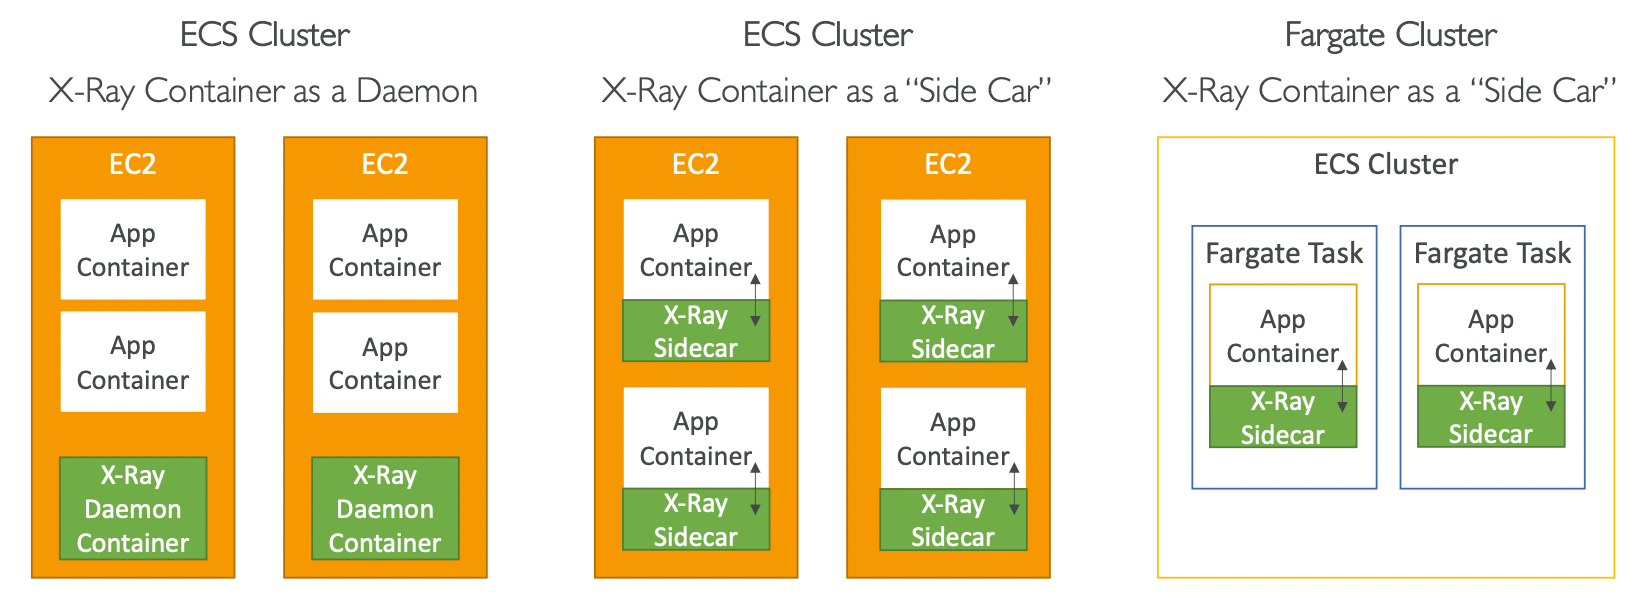 ECS Cluster
X-Ray Container as a Daemon
EC2
App
Container
App
Container
X-Ray
Daemon
Container
EC2
App
Container
App
Container
X-Ray
Daemon
Container
ECS Cluster
X-Ray Container as a “Side Car”
EC2
App
Container
X-Ray
Sidecar
App
Container
X-Ray
Sidecar
EC2
App
Container
X-Ray
Sidecar
App
Container
X-Ray
Sidecar
Fargate Cluster
X-Ray Container as a “Side Car”
ECS Cluster
Fargate Task
App
Container
X-Ray
Sidecar
Fargate Task
App
Container
X-Ray
Sidecar